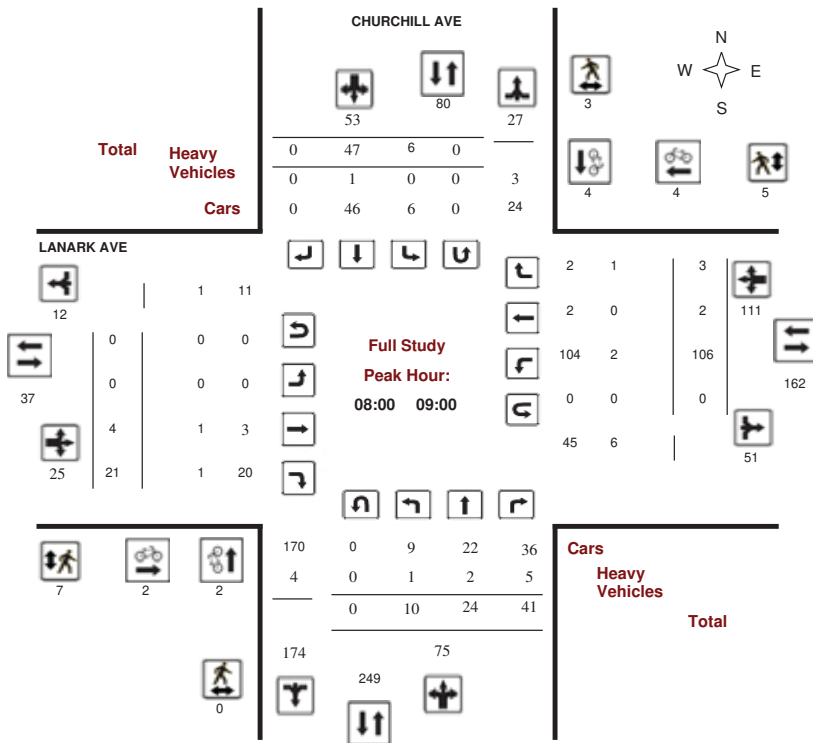 CHURCHILL AVE
N
W E
S
80
3
53
27
Total Heavy Vehicles
0 47 6 0
0 1 0 0 3
Cars 0 46 6 0 24
4 4 5
LANARK AVE
12
1 11
2 1 3
111
0 0 0
2 0 2
37
0 0 0
104 2 106
162
Full Study
Peak Hour:
08:00 09:00
0 0 0
4 1 3
25
21 1 20
45 6
51
170 0 9 22 36 Cars
4 0 1 2 5 Heavy Vehicles
0 10 24 41
Total
7 2 2
174 75
249
0